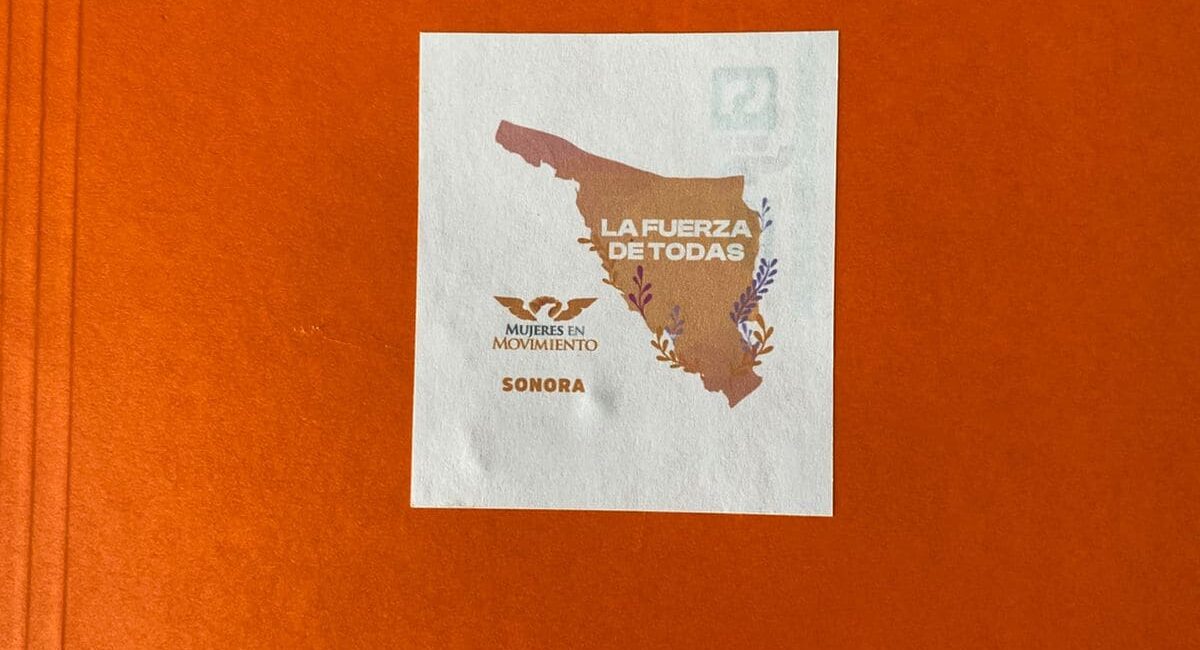 LA FUERZA
DE TODAS
MUJERES EN
MOVIMIENTO
SONORA